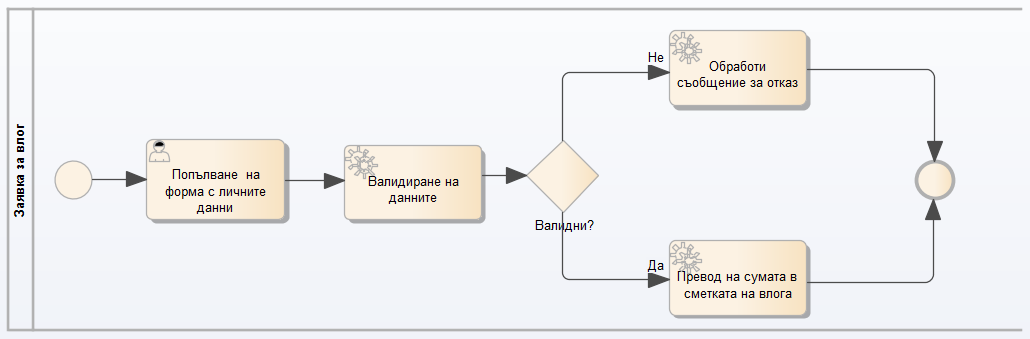 Заявка за влог
Попълване на
форма с личните
данни
Валидиране на
данните
Валидни?
Не
Обработи
съобщение за отказ
Да
Превод на сумата в
сметката на влога